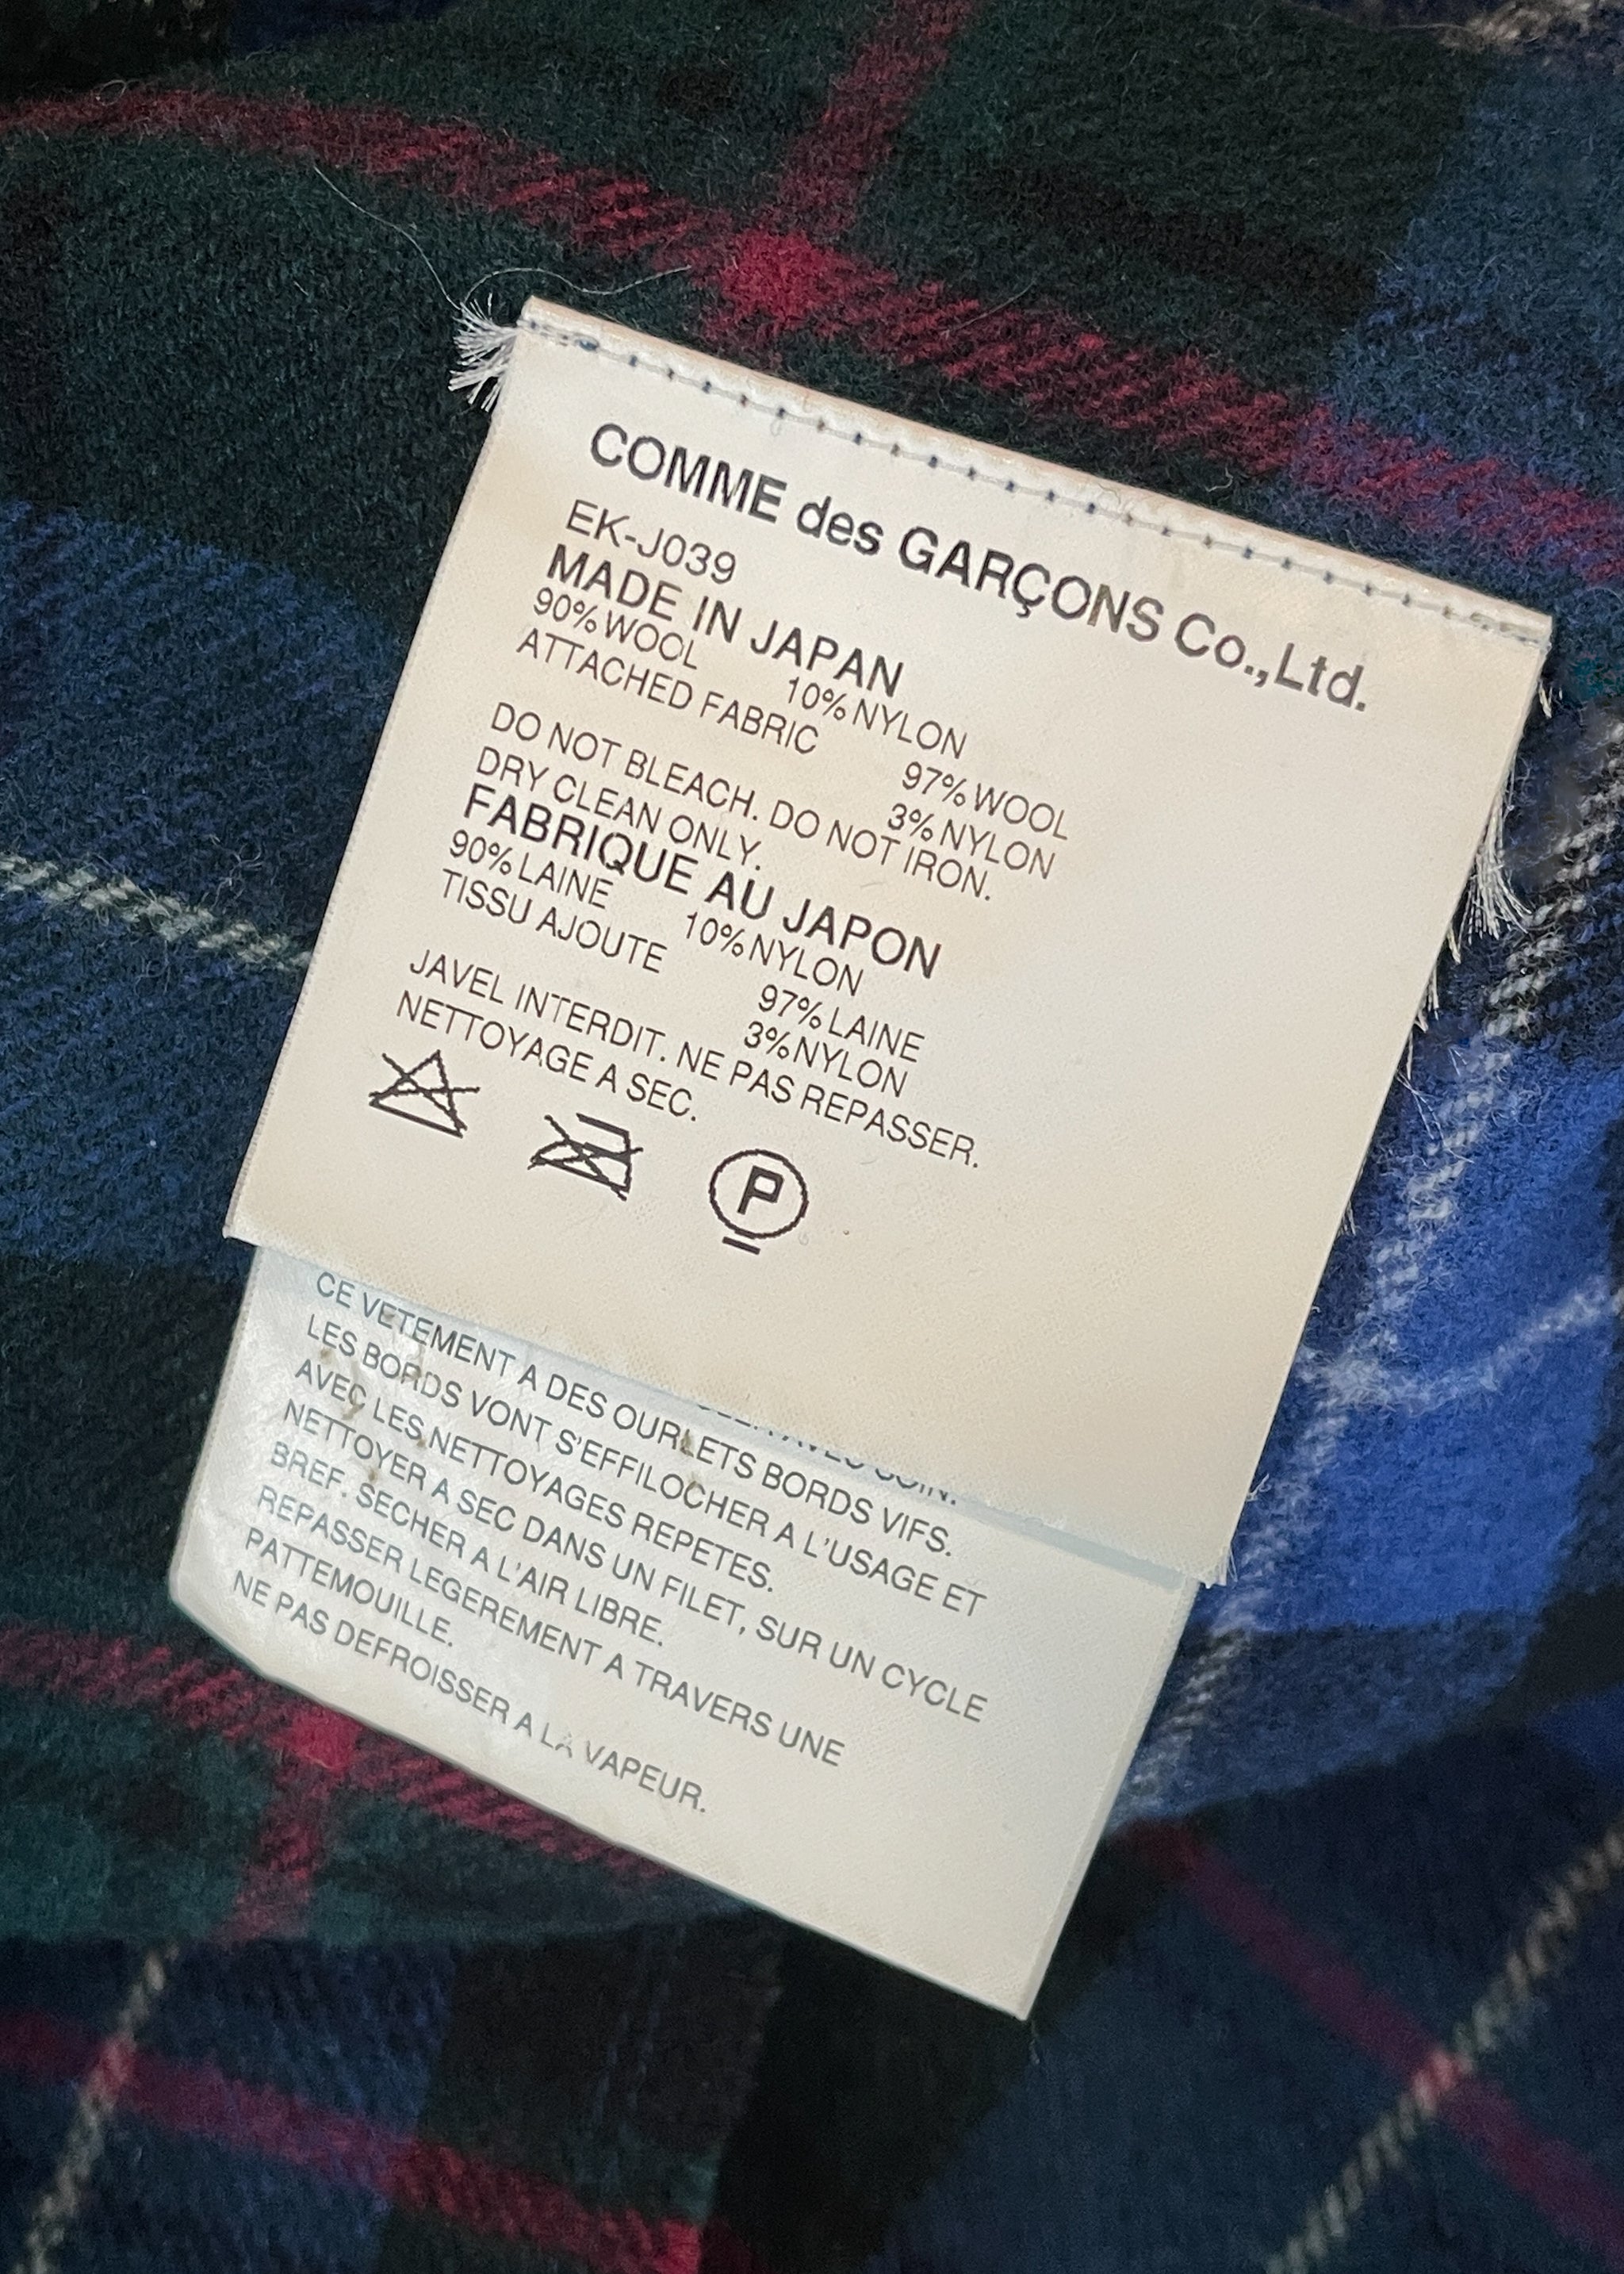 COMME des GARÇONS Co.,Ltd.
EK-J039
MADE IN JAPAN
90% WOOL 10% NYLON
ATTACHED FABRIC 97% WOOL
3% NYLON
DO NOT BLEACH. DO NOT IRON.
DRY CLEAN ONLY.
FABRIQUE AU JAPON
90% LAINE 10% NYLON
TISSU AJOUTE 97% LAINE
3% NYLON
JAVEL INTERDIT. NE PAS REPASSER.
NETTOYAGE A SEC.
P
AVEC SOIN.
CE VETEMENT A DES OURLETS BORDS VIFS.
LES BORDS VONT S'EFFILOCHER A L'USAGE ET
AVEC LES NETTOYAGES REPETES.
NETTOYER A SEC DANS UN FILET, SUR UN CYCLE
BREF. SECHER A L'AIR LIBRE.
REPASSER LEGEREMENT A TRAVERS UNE
PATTEMOUILLE.
NE PAS DEFROISSER A LA VAPEUR.